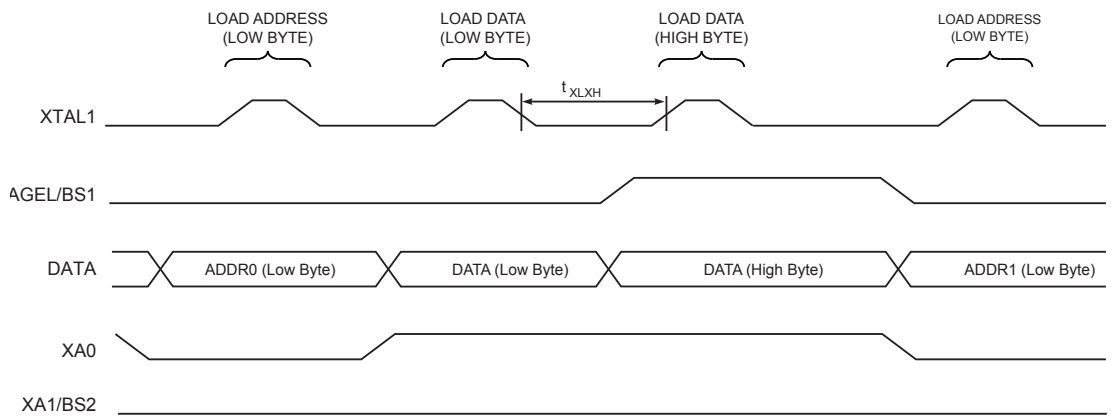 LOAD ADDRESS
(LOW BYTE)
LOAD DATA
(LOW BYTE)
LOAD DATA
(HIGH BYTE)
LOAD ADDRESS
(LOW BYTE)
t XLXH
XTAL1
AGEL/BS1
DATA
ADDR0 (Low Byte)
DATA (Low Byte)
DATA (High Byte)
ADDR1 (Low Byte)
XA0
XA1/BS2